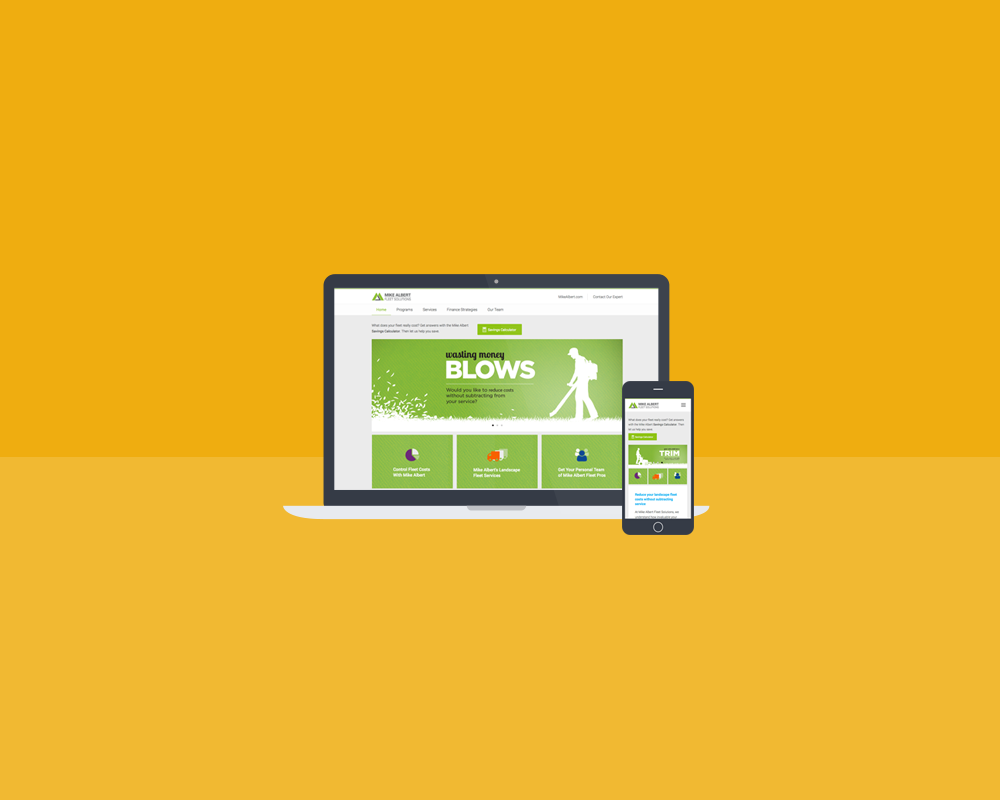 MIKE ALBERT
FLEET SOLUTIONS
MikeAlbert.com
Contact Our Expert
Home
Programs
Services
Finance Strategies
Our Team
What does your fleet really cost? Get answers with the Mike Albert
Savings Calculator. Then let us help you save.
Savings Calculator
wasting money
BLOWS
Would you like to reduce costs
without subtracting from
your service?
Control Fleet Costs
With Mike Albert
Mike Albert's Landscape
Fleet Services
Get Your Personal Team
of Mike Albert Fleet Pros
MIKE ALBERT
FLEET SOLUTIONS
What does your fleet really cost? Get answers
with the Mike Albert Savings Calculator. Then
let us help you save.
Savings Calculator
TRIM
Reduce your landscape fleet
costs without subtracting
service.
At Mike Albert Fleet Solutions, we